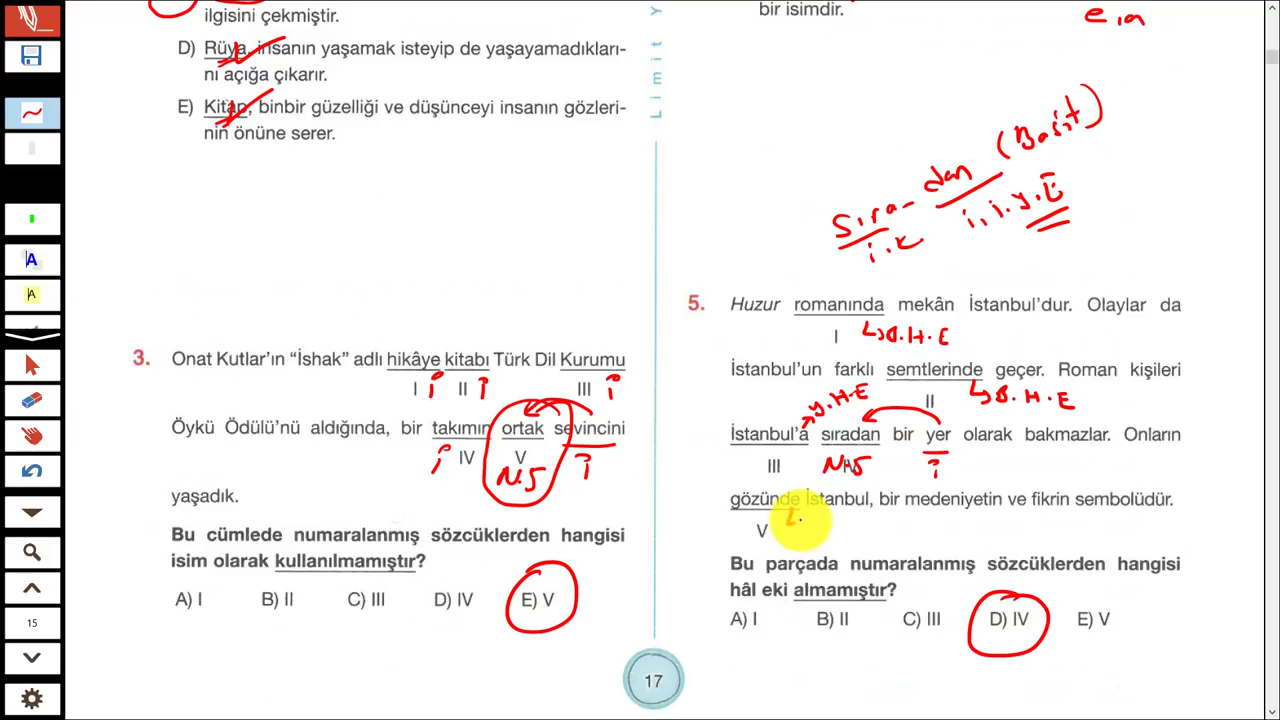 ilgisini çekmiştir.
D) Rüya, insanın yaşamak isteyip de yaşayamadıkları-
nı açığa çıkarır.
E) Kitap, binbir güzelliği ve düşünceyi insanın gözleri-
nin önüne serer.
3. Onat Kutlar’ın “İshak” adlı hikâye kitabı Türk Dil Kurumu
I i II i III i
Öykü Ödülü’nü aldığında, bir takımın ortak sevincini
i IV V i
N.S
yaşadık.
Bu cümlede numaralanmış sözcüklerden hangisi
isim olarak kullanılmamıştır?
A) I B) II C) III D) IV E) V
Limit Y
bir isimdir.
e, a
Sıra-dan (Basit)
i.k i.i.y.E
5. Huzur romanında mekân İstanbul’dur. Olaylar da
I B.H.E
İstanbul’un farklı semtlerinde geçer. Roman kişileri
y.H.E II B.H.E
İstanbul’a sıradan bir yer olarak bakmazlar. Onların
III N.S IV i
gözünde İstanbul, bir medeniyetin ve fikrin sembolüdür.
V
Bu parçada numaralanmış sözcüklerden hangisi
hâl eki almamıştır?
A) I B) II C) III D) IV E) V
17
A
A
15